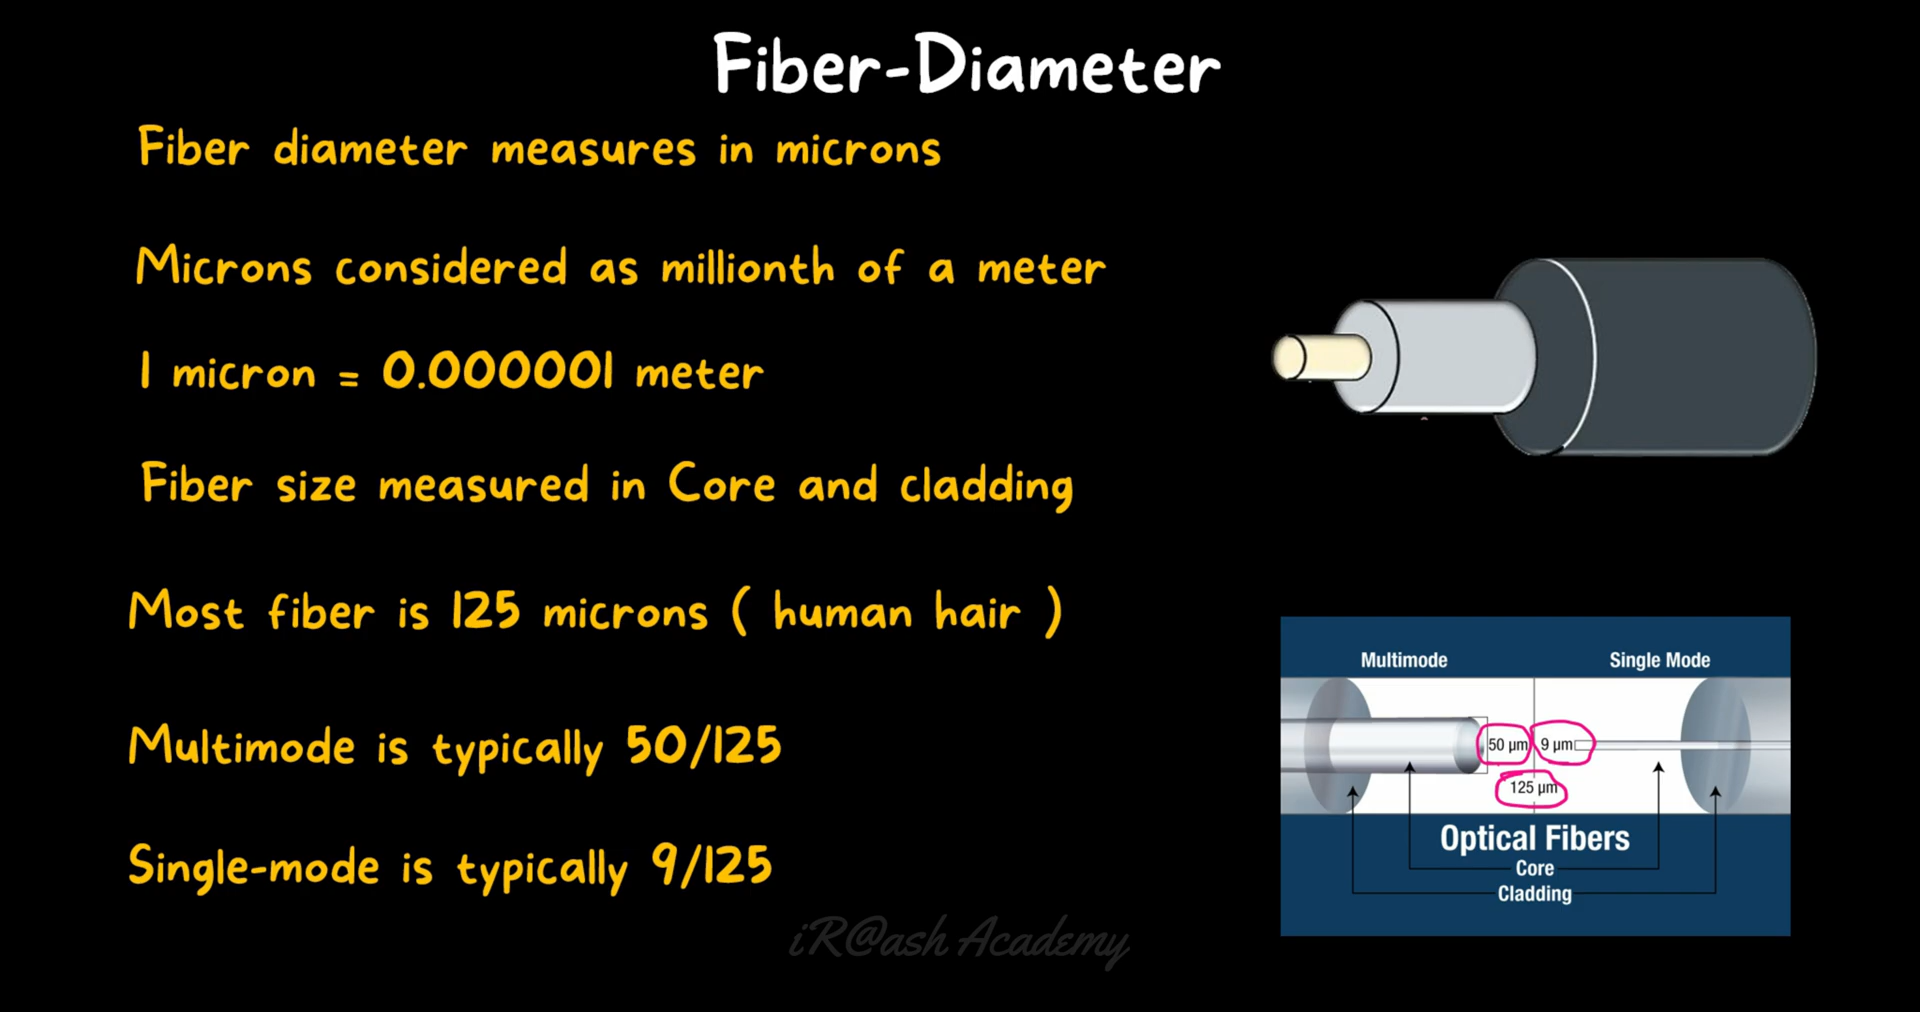 Fiber-Diameter
Fiber diameter measures in microns
Microns considered as millionth of a meter
1 micron = 0.000001 meter
Fiber size measured in Core and cladding
Most fiber is 125 microns ( human hair )
Multimode is typically 50/125
Single-mode is typically 9/125
Multimode
Single Mode
50 µm
9 µm
125 µm
Optical Fibers
Core
Cladding
iR@ash Academy